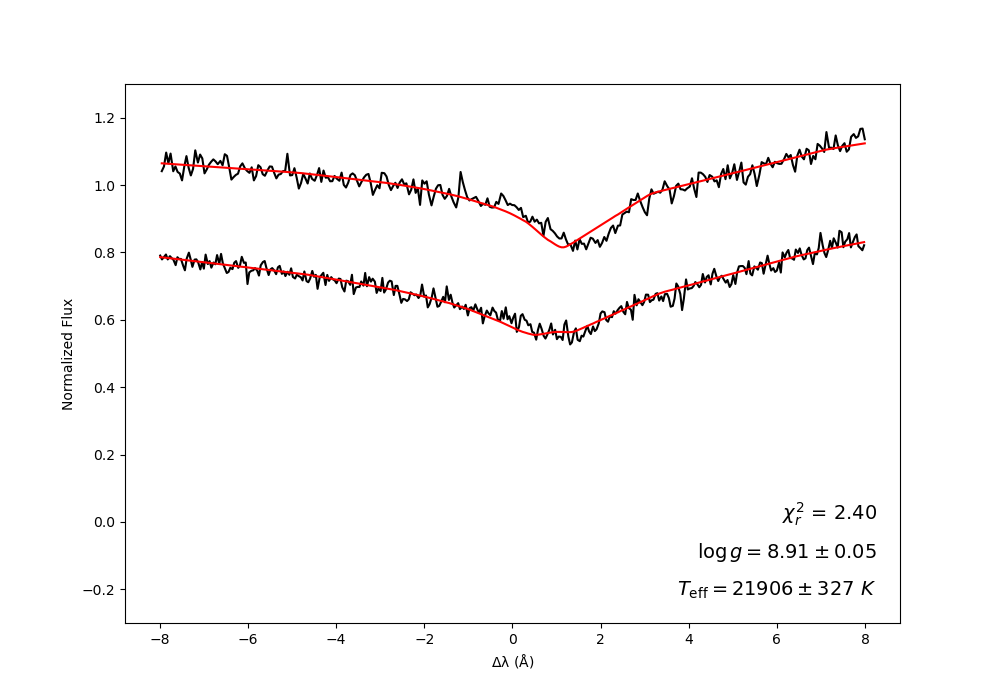 1.2
1.0
0.8
0.6
0.4
0.2
0.0
−0.2
Normalized Flux
χ²ᵣ = 2.40
log g = 8.91 ± 0.05
T_eff = 21906 ± 327 K
−8 −6 −4 −2 0 2 4 6 8
Δλ (Å)